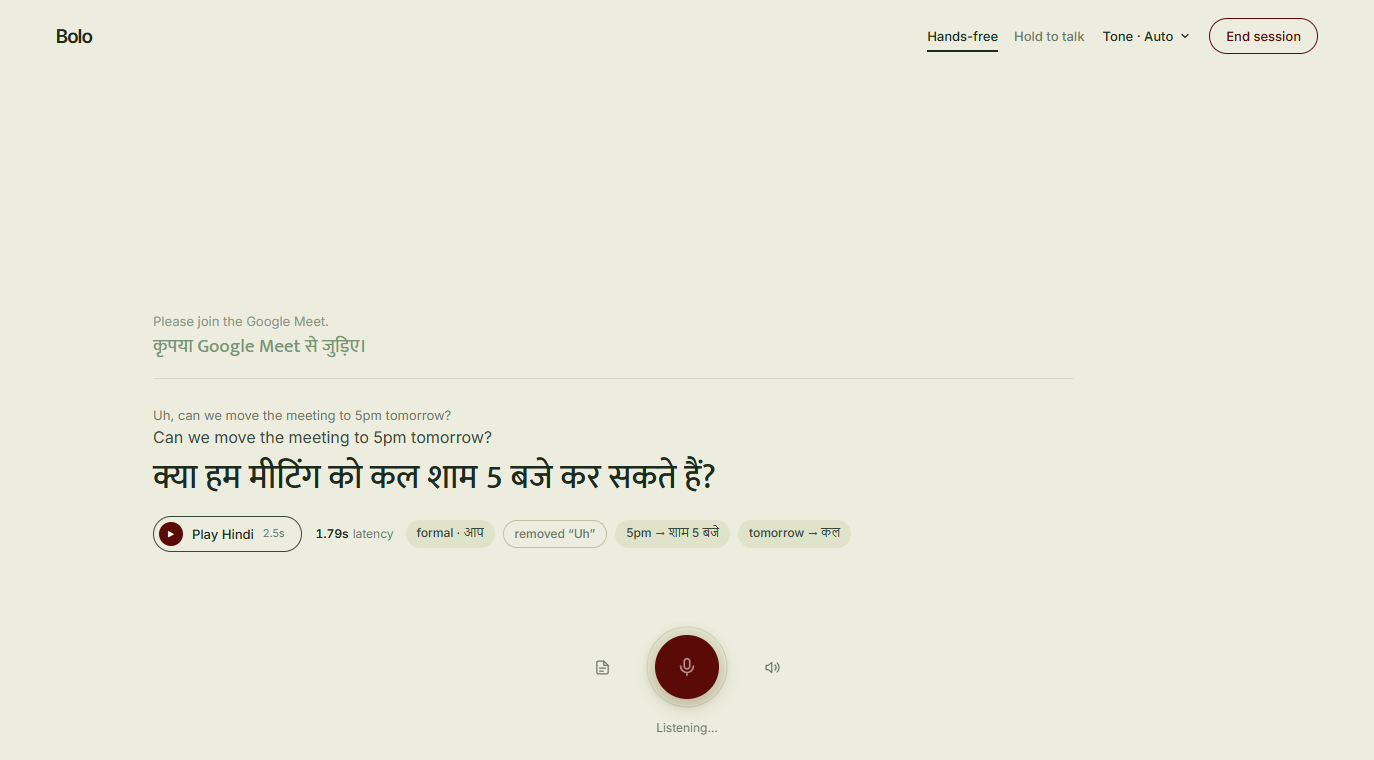 Bolo
Hands-free Hold to talk Tone · Auto End session
Please join the Google Meet.
कृपया Google Meet से जुड़िए।
Uh, can we move the meeting to 5pm tomorrow?
Can we move the meeting to 5pm tomorrow?
क्या हम मीटिंग को कल शाम 5 बजे कर सकते हैं?
Play Hindi 2.5s 1.79s latency formal · आप removed “Uh” 5pm → शाम 5 बजे tomorrow → कल
Listening...